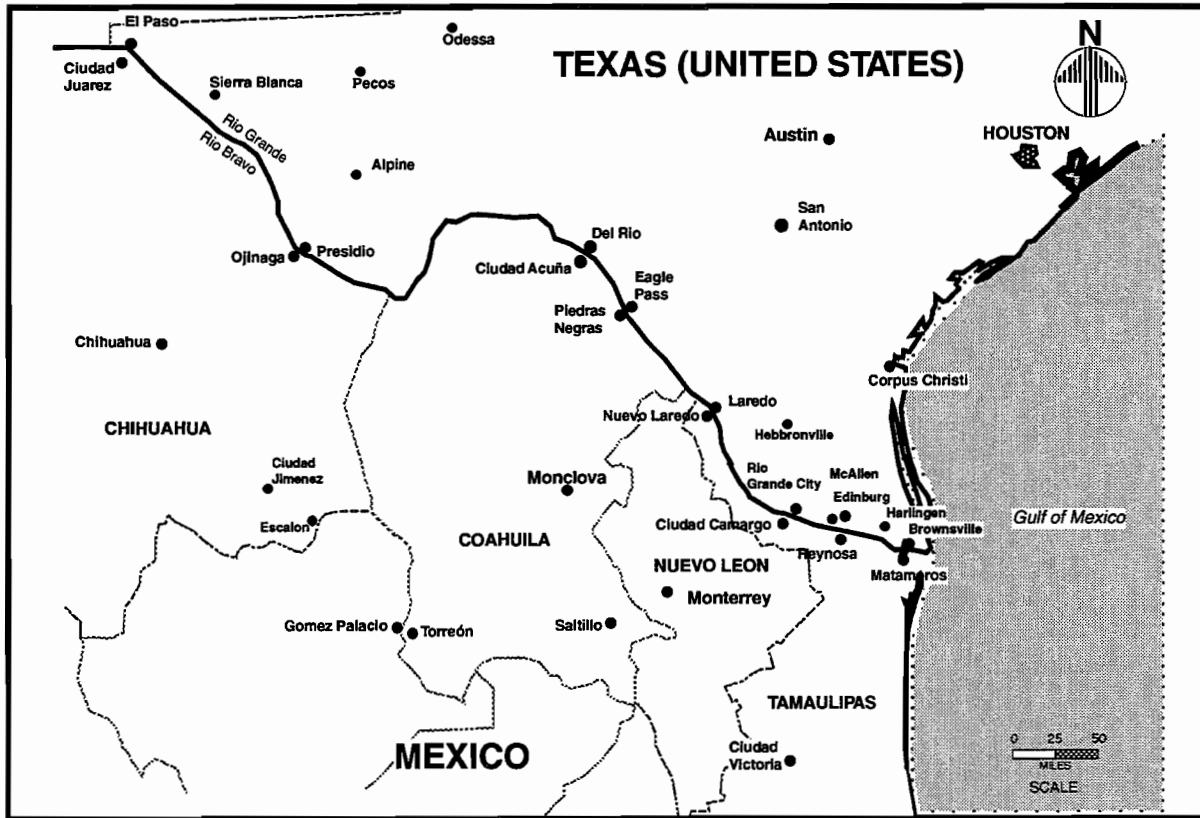 El Paso
Odessa
TEXAS (UNITED STATES)
N
Ciudad
Juarez
Sierra Blanca
Pecos
Rio Grande
Rio Bravo
Austin
HOUSTON
Alpine
San
Antonio
Ojinaga
Presidio
Del Rio
Ciudad Acuña
Eagle
Pass
Piedras
Negras
Chihuahua
Corpus Christi
Laredo
Nuevo Laredo
Hebbronville
CHIHUAHUA
Ciudad
Jimenez
Monclova
Rio
Grande City
McAllen
Edinburg
Harlingen
Brownsville
Gulf of Mexico
Escalon
Ciudad Camargo
COAHUILA
Reynosa
NUEVO LEON
Matamoros
Monterrey
Gomez Palacio
Torreón
Saltillo
TAMAULIPAS
MEXICO
Ciudad
Victoria
0 25 50
MILES
SCALE